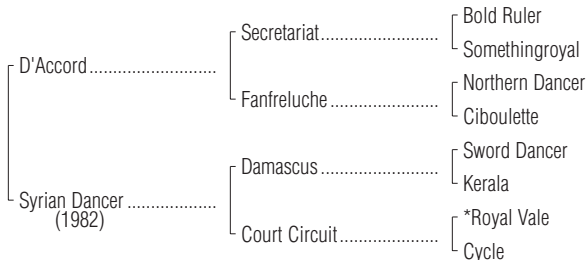 Bold Ruler
Secretariat
Somethingroyal
D'Accord
Northern Dancer
Fanfreluche
Ciboulette
Sword Dancer
Damascus
Kerala
Syrian Dancer
(1982)
*Royal Vale
Court Circuit
Cycle